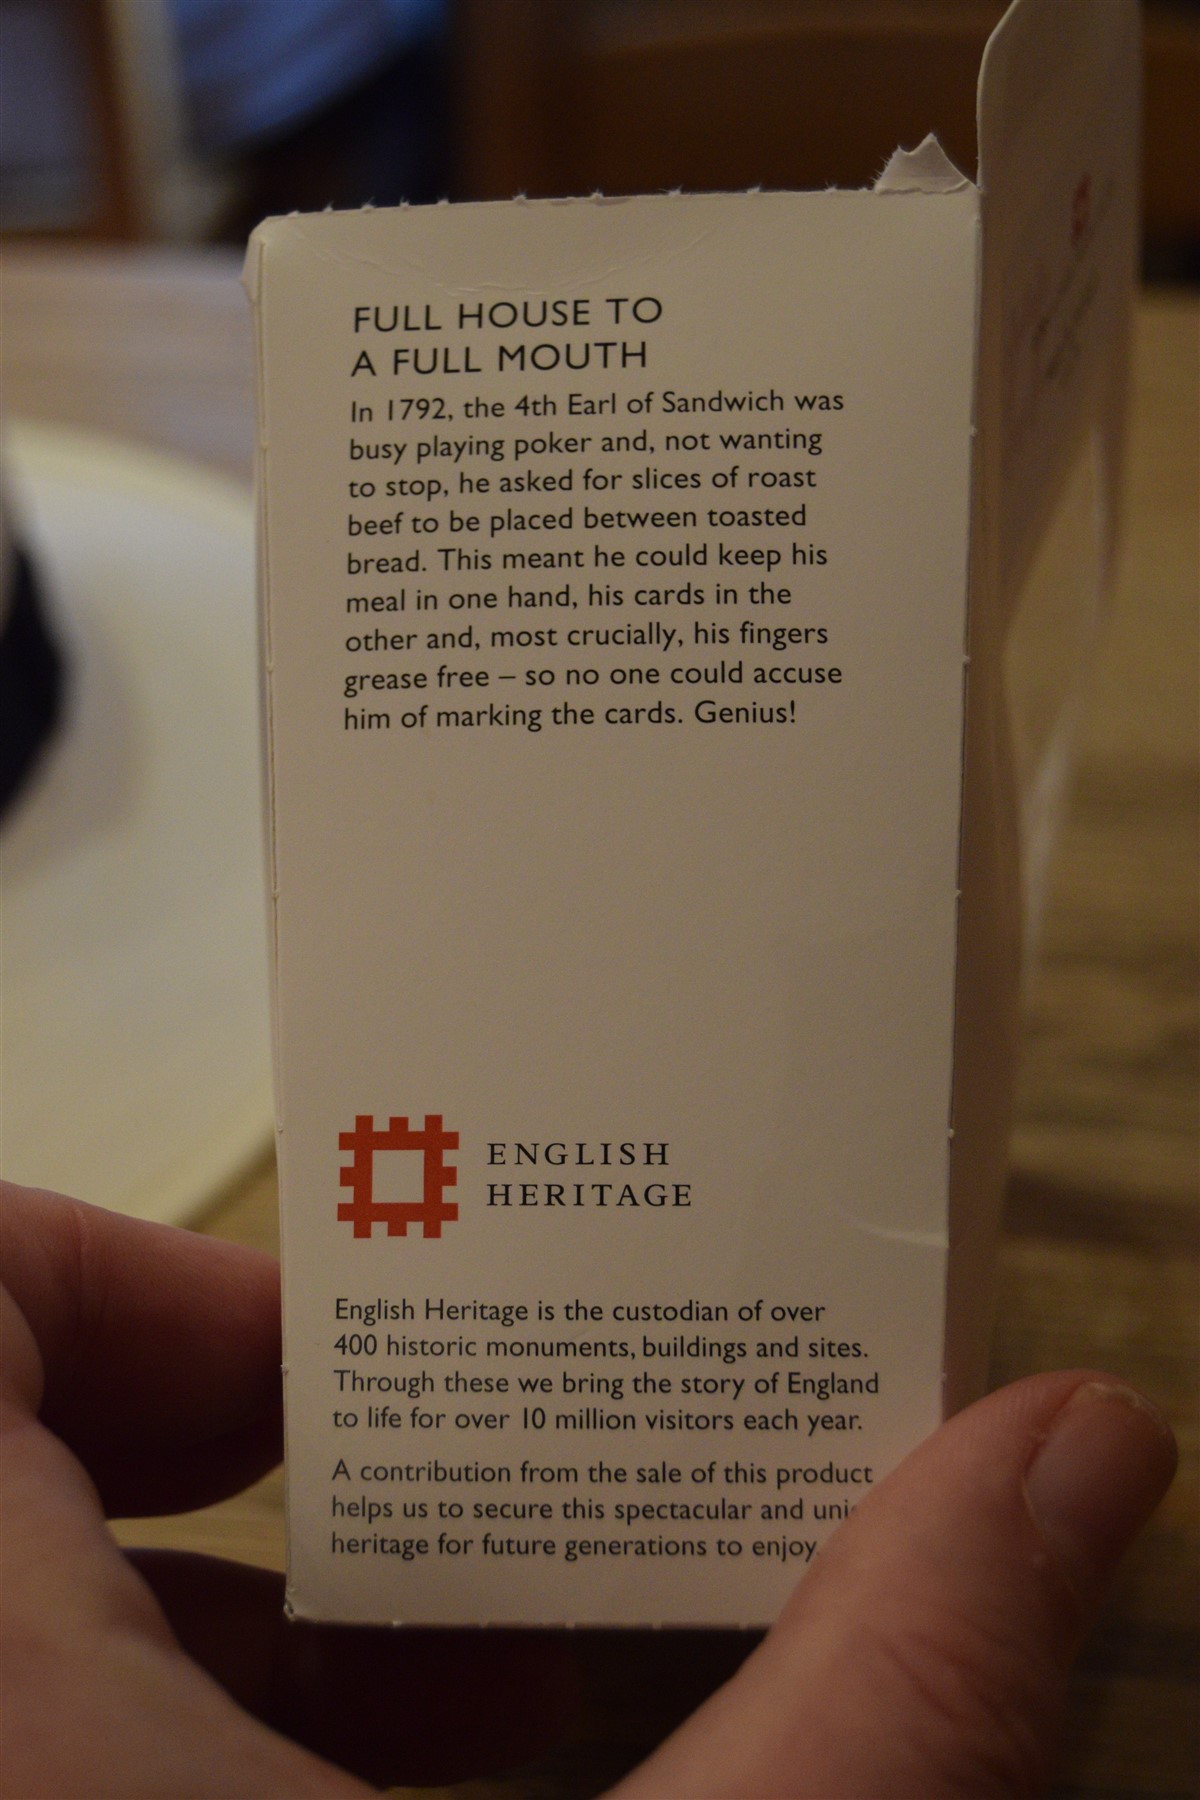 FULL HOUSE TO
A FULL MOUTH
In 1792, the 4th Earl of Sandwich was
busy playing poker and, not wanting
to stop, he asked for slices of roast
beef to be placed between toasted
bread. This meant he could keep his
meal in one hand, his cards in the
other and, most crucially, his fingers
grease free – so no one could accuse
him of marking the cards. Genius!
ENGLISH
HERITAGE
English Heritage is the custodian of over
400 historic monuments, buildings and sites.
Through these we bring the story of England
to life for over 10 million visitors each year.
A contribution from the sale of this product
helps us to secure this spectacular and
heritage for future generations to enjoy.